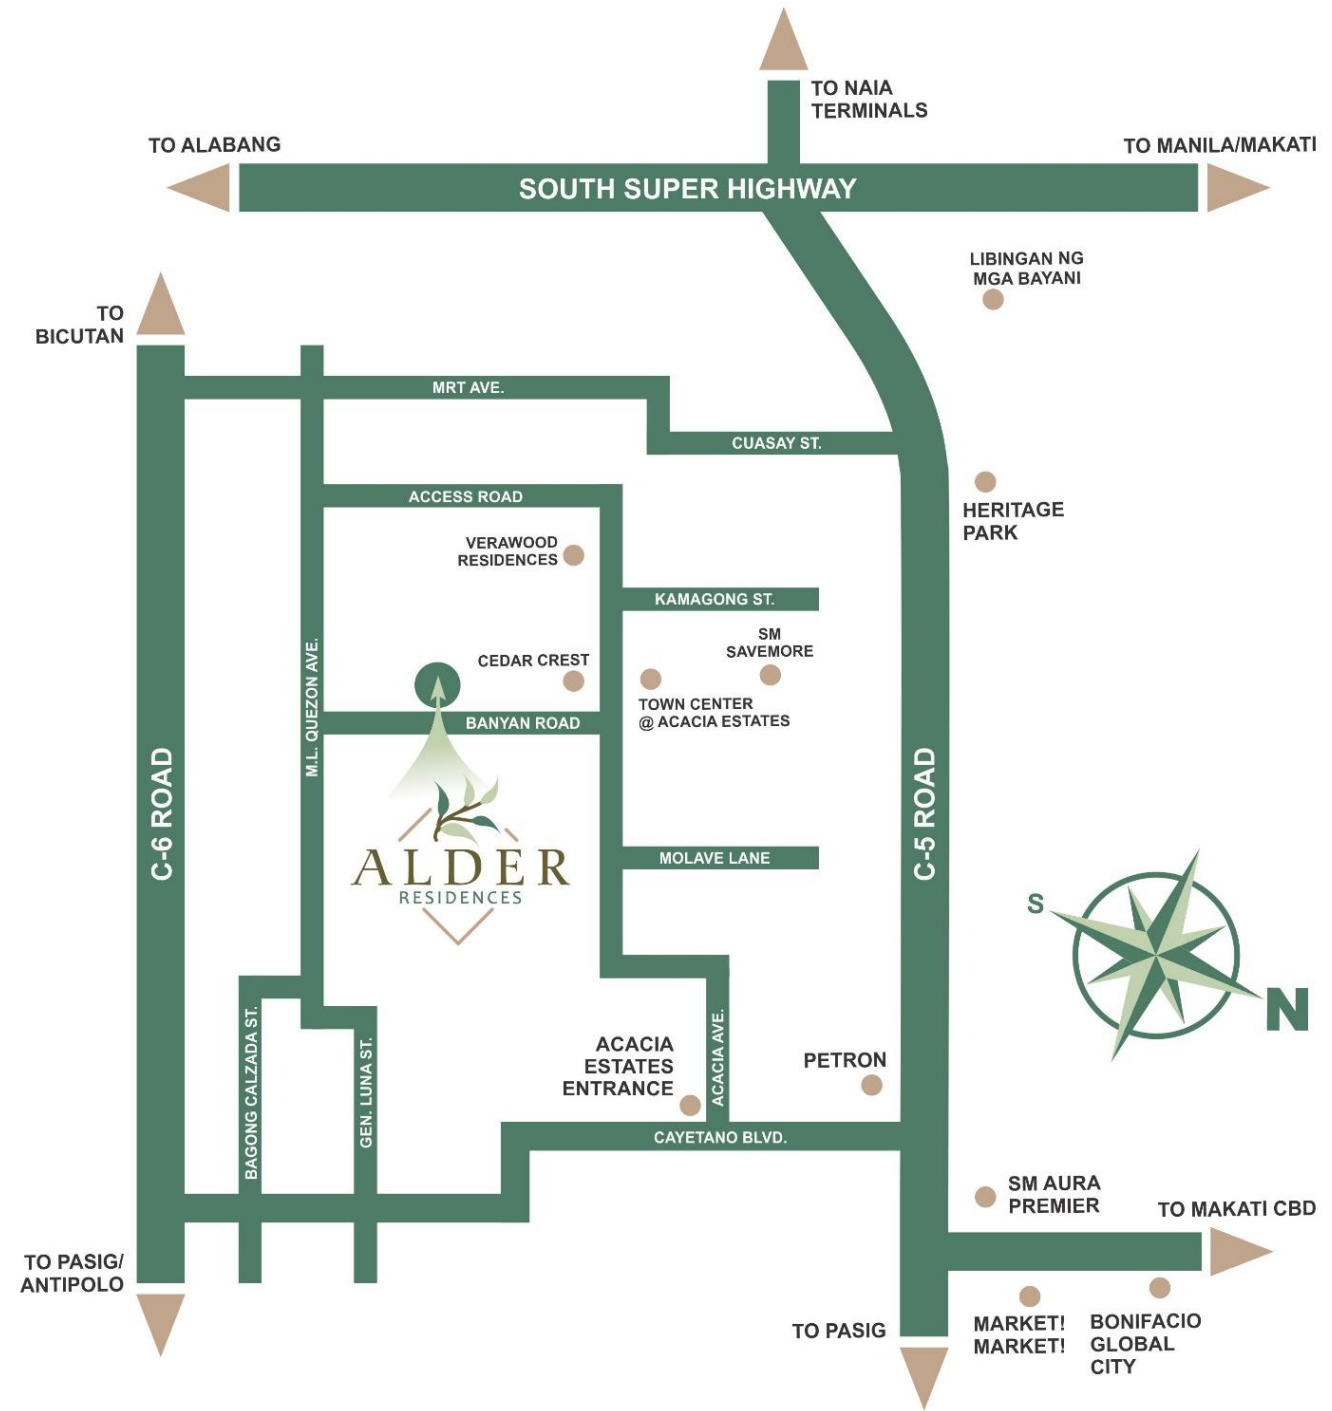 TO NAIA
TERMINALS
TO ALABANG
TO MANILA/MAKATI
SOUTH SUPER HIGHWAY
LIBINGAN NG
MGA BAYANI
TO
BICUTAN
MRT AVE.
CUASAY ST.
ACCESS ROAD
HERITAGE
PARK
VERAWOOD
RESIDENCES
KAMAGONG ST.
SM
SAVEMORE
CEDAR CREST
TOWN CENTER
@ ACACIA ESTATES
M.L. QUEZON AVE.
BANYAN ROAD
C-6 ROAD
C-5 ROAD
ALDER
RESIDENCES
MOLAVE LANE
S
N
BAGONG CALZADA ST.
GEN. LUNA ST.
ACACIA
ESTATES
ENTRANCE
ACACIA AVE.
PETRON
CAYETANO BLVD.
SM AURA
PREMIER
TO MAKATI CBD
TO PASIG/
ANTIPOLO
TO PASIG
MARKET!
MARKET!
BONIFACIO
GLOBAL
CITY